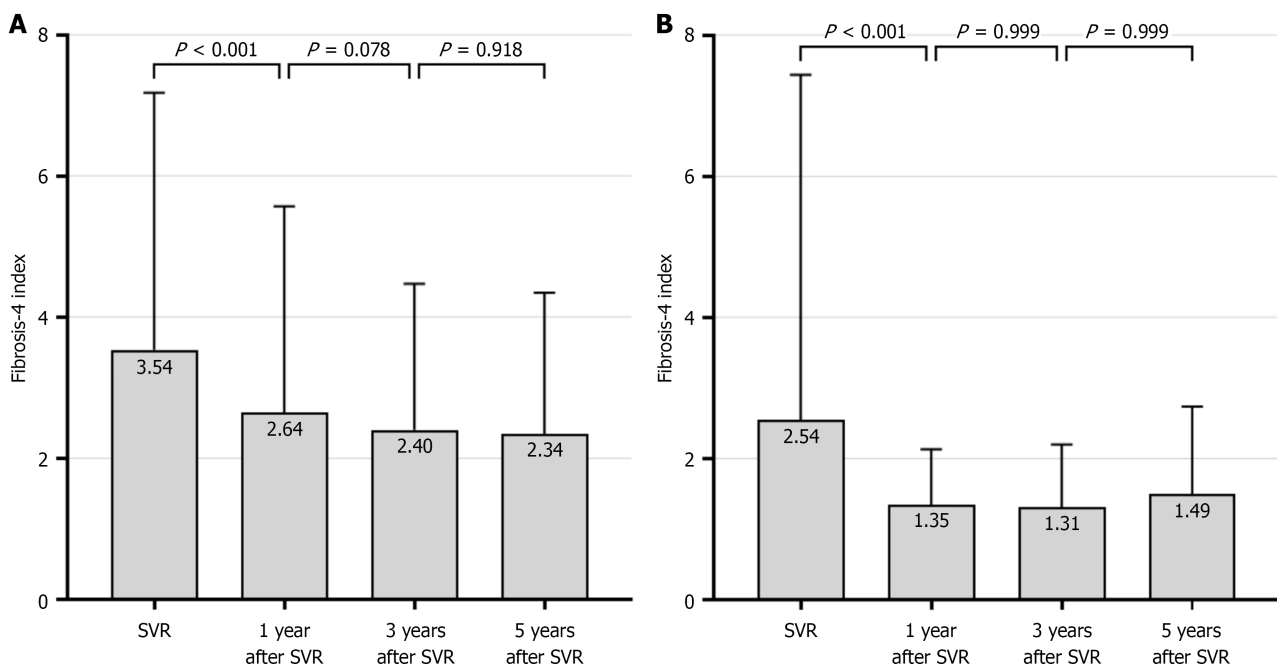 A
8
6
4
2
0
Fibrosis-4 index
P < 0.001
P = 0.078
P = 0.918
3.54
2.64
2.40
2.34
SVR
1 year
after SVR
3 years
after SVR
5 years
after SVR
B
8
6
4
2
0
Fibrosis-4 index
P < 0.001
P = 0.999
P = 0.999
2.54
1.35
1.31
1.49
SVR
1 year
after SVR
3 years
after SVR
5 years
after SVR